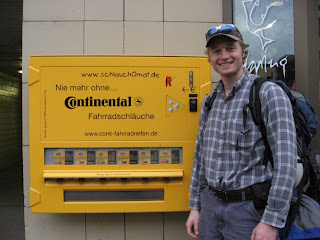 www.schlauchOmat.de
Nie mehr ohne...
Continental
Fahrradschläuche
www.conti-fahrradreifen.de